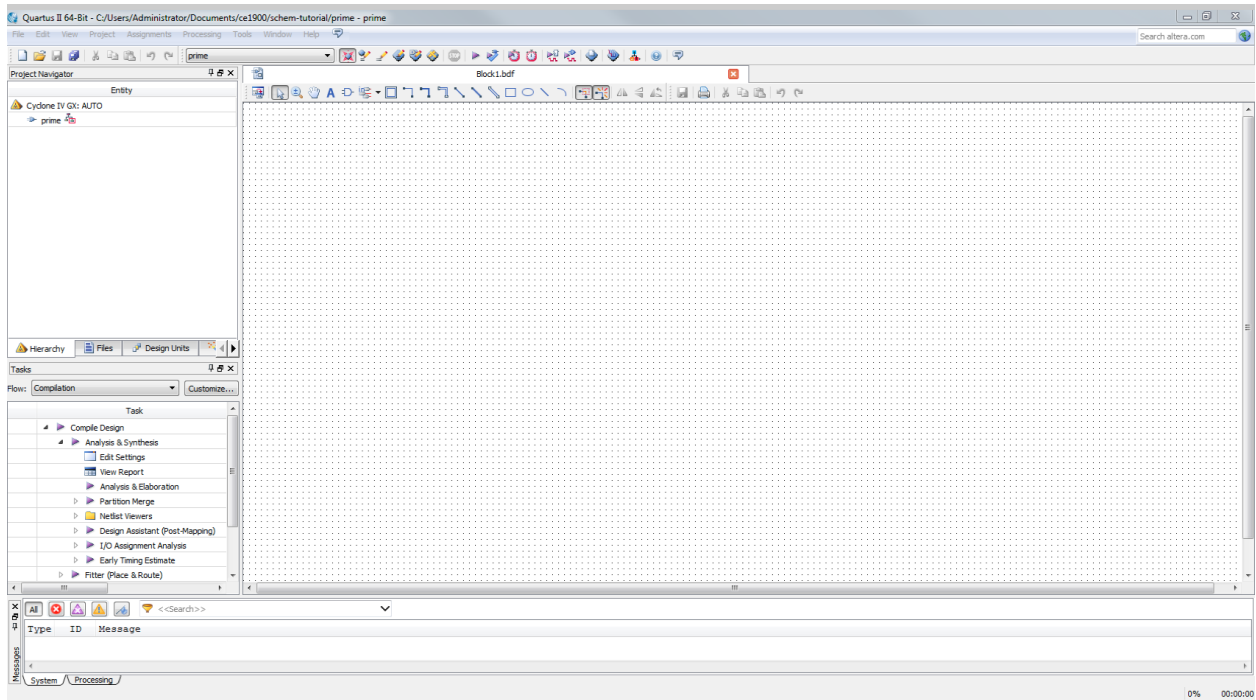 Quartus II 64-Bit - C:/Users/Administrator/Documents/ce1900/schem-tutorial/prime - prime
File Edit View Project Assignments Processing Tools Window Help
Search altera.com
prime
Project Navigator
Block1.bdf
Entity
Cyclone IV GX: AUTO
prime
Hierarchy Files Design Units
Tasks
Flow: Compilation Customize...
Task
Compile Design
Analysis & Synthesis
Edit Settings
View Report
Analysis & Elaboration
Partition Merge
Netlist Viewers
Design Assistant (Post-Mapping)
I/O Assignment Analysis
Early Timing Estimate
Fitter (Place & Route)
All <<Search>>
Type ID Message
Messages
System Processing
0% 00:00:00